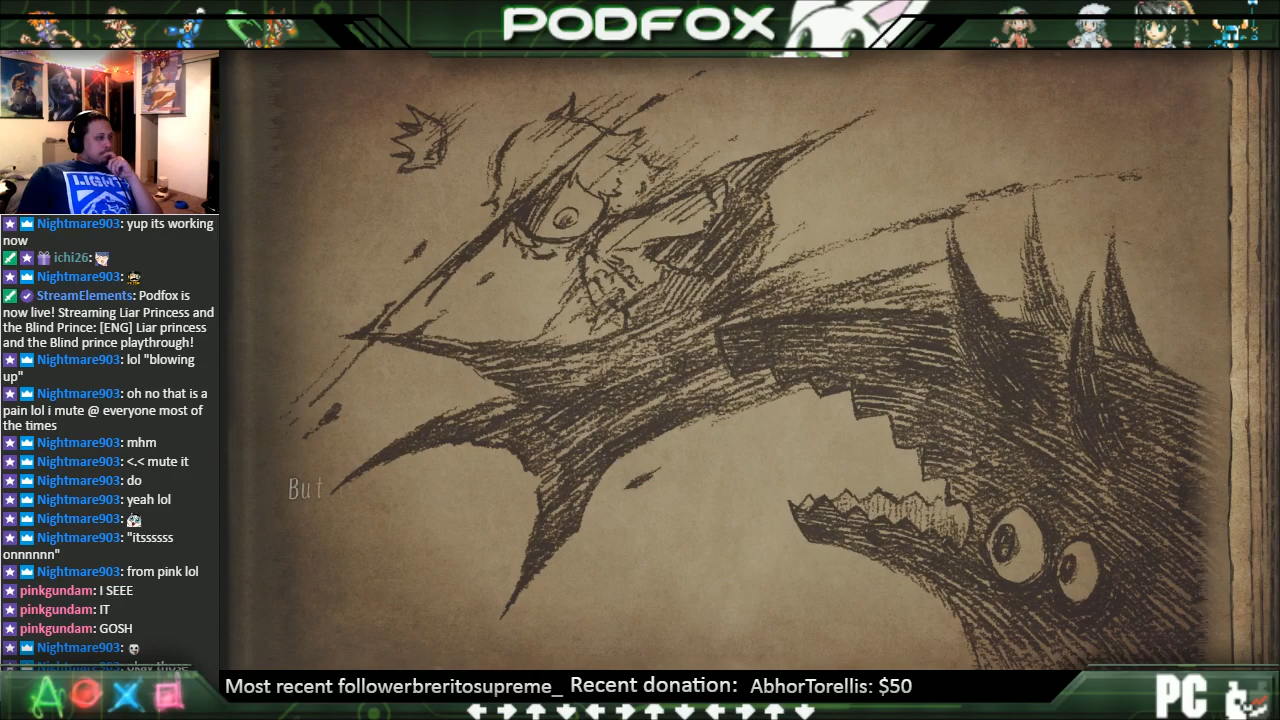 PODFOX
LIGHT
Nightmare903: yup its working
now
ichi26:
Nightmare903:
StreamElements: Podfox is
now live! Streaming Liar Princess and
the Blind Prince: [ENG] Liar princess
and the Blind prince playthrough!
Nightmare903: lol "blowing
up"
Nightmare903: oh no that is a
pain lol i mute @ everyone most of
the times
Nightmare903: mhm
Nightmare903: <.< mute it
Nightmare903: do
Nightmare903: yeah lol
Nightmare903:
Nightmare903: "itssssss
onnnnnn"
Nightmare903: from pink lol
pinkgundam: I SEEE
pinkgundam: IT
pinkgundam: GOSH
Nightmare903:
Nightmare903: okay those
But
Most recent followerbreritosupreme_ Recent donation: AbhorTorellis: $50
PC